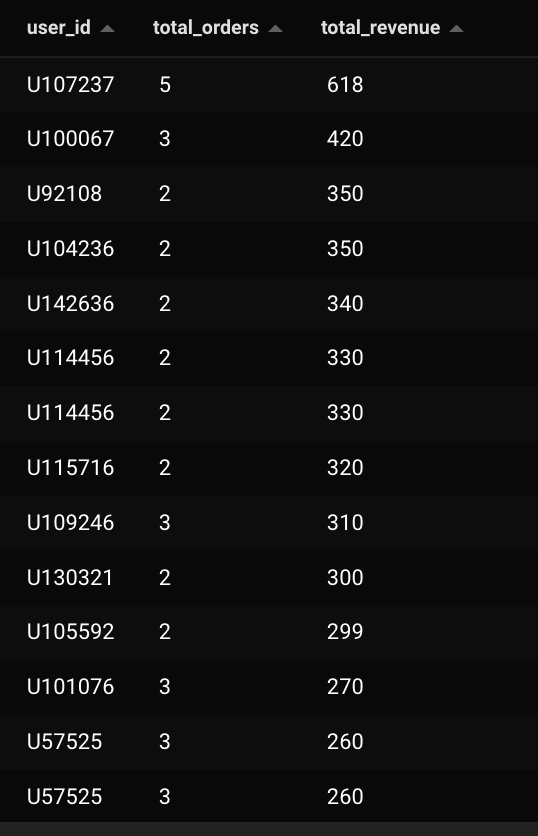 user_id total_orders total_revenue
U107237 5 618
U100067 3 420
U92108 2 350
U104236 2 350
U142636 2 340
U114456 2 330
U114456 2 330
U115716 2 320
U109246 3 310
U130321 2 300
U105592 2 299
U101076 3 270
U57525 3 260
U57525 3 260